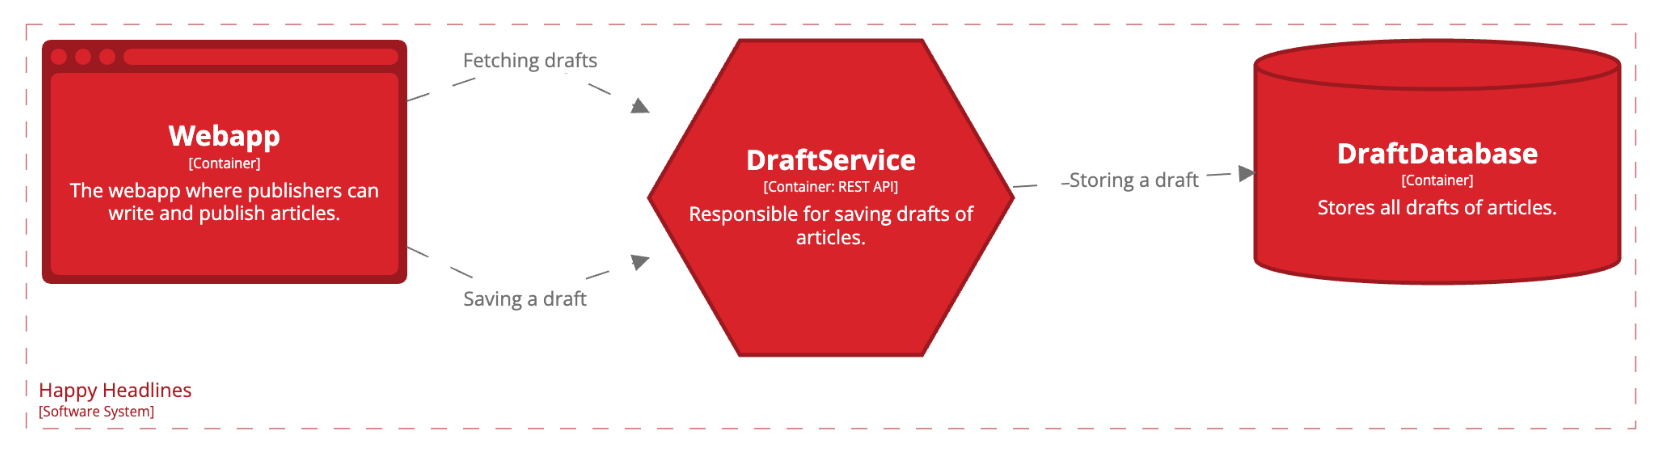 Webapp
[Container]
The webapp where publishers can
write and publish articles.
Fetching drafts
Saving a draft
DraftService
[Container: REST API]
Responsible for saving drafts of
articles.
Storing a draft
DraftDatabase
[Container]
Stores all drafts of articles.
Happy Headlines
[Software System]